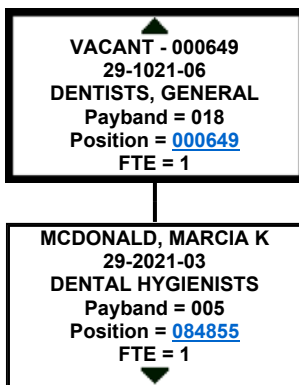 VACANT - 000649
29-1021-06
DENTISTS, GENERAL
Payband = 018
Position = 000649
FTE = 1
MCDONALD, MARCIA K
29-2021-03
DENTAL HYGIENISTS
Payband = 005
Position = 084855
FTE = 1